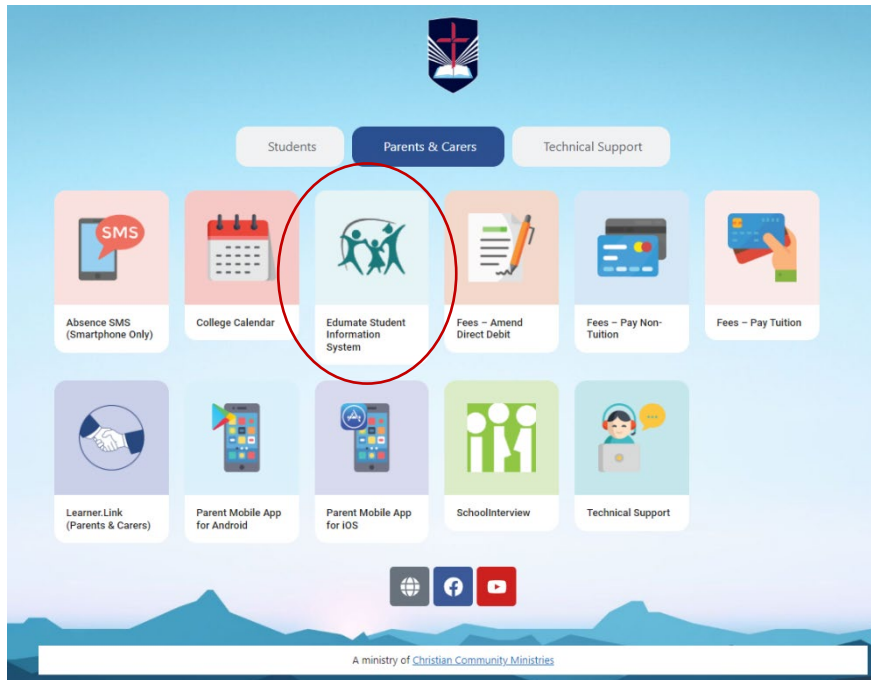 Students
Parents & Carers
Technical Support
SMS
Absence SMS
(Smartphone Only)
College Calendar
Edumate Student
Information
System
Fees – Amend
Direct Debit
Fees – Pay Non-
Tuition
Fees – Pay Tuition
Learner.Link
(Parents & Carers)
Parent Mobile App
for Android
Parent Mobile App
for iOS
SchoolInterview
Technical Support
A ministry of Christian Community Ministries